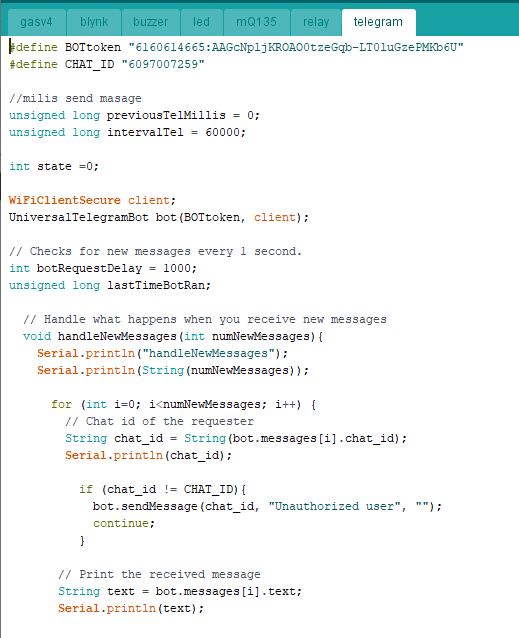 gasv4 blynk buzzer led mQ135 relay telegram
#define BOTtoken "6160614665:AAGcNpljKROAO0tzeGqb-LT0luGzePMKb6U"
#define CHAT_ID "6097007259"
//milis send masage
unsigned long previousTelMillis = 0;
unsigned long intervalTel = 60000;
int state =0;
WiFiClientSecure client;
UniversalTelegramBot bot(BOTtoken, client);
// Checks for new messages every 1 second.
int botRequestDelay = 1000;
unsigned long lastTimeBotRan;
// Handle what happens when you receive new messages
void handleNewMessages(int numNewMessages){
Serial.println("handleNewMessages");
Serial.println(String(numNewMessages));
for (int i=0; i<numNewMessages; i++) {
// Chat id of the requester
String chat_id = String(bot.messages[i].chat_id);
Serial.println(chat_id);
if (chat_id != CHAT_ID){
bot.sendMessage(chat_id, "Unauthorized user", "");
continue;
}
// Print the received message
String text = bot.messages[i].text;
Serial.println(text);